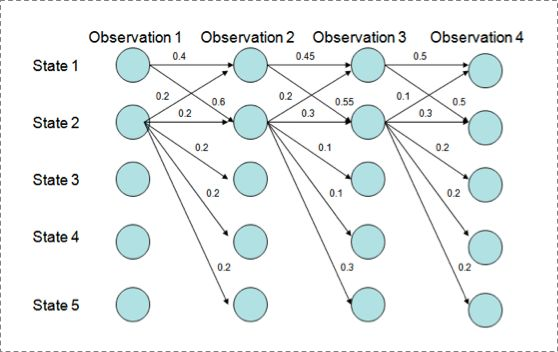 Observation 1 Observation 2 Observation 3 Observation 4
State 1
0.4 0.45 0.5
0.2 0.6 0.2 0.55 0.1 0.5
State 2
0.2 0.3 0.3
0.2 0.1 0.2
State 3
0.2 0.1 0.2
State 4
0.2 0.3 0.2
State 5